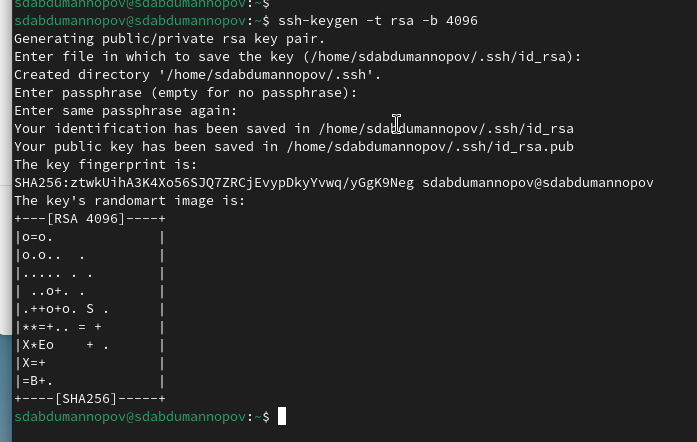 sdabdumannopov@sdabdumannopov:~$
sdabdumannopov@sdabdumannopov:~$ ssh-keygen -t rsa -b 4096
Generating public/private rsa key pair.
Enter file in which to save the key (/home/sdabdumannopov/.ssh/id_rsa):
Created directory '/home/sdabdumannopov/.ssh'.
Enter passphrase (empty for no passphrase):
Enter same passphrase again:
Your identification has been saved in /home/sdabdumannopov/.ssh/id_rsa
Your public key has been saved in /home/sdabdumannopov/.ssh/id_rsa.pub
The key fingerprint is:
SHA256:ztwkUihA3K4Xo56SJQ7ZRCjEvypDkyYvwq/yGgK9Neg sdabdumannopov@sdabdumannopov
The key's randomart image is:
+---[RSA 4096]----+
|o=o.             |
|o.o..  .         |
|..... . .        |
| ..o+. .         |
|.++o+o. S .      |
|**=+.. = +       |
|X*Eo    + .      |
|X=+              |
|=B+.             |
+----[SHA256]-----+
sdabdumannopov@sdabdumannopov:~$